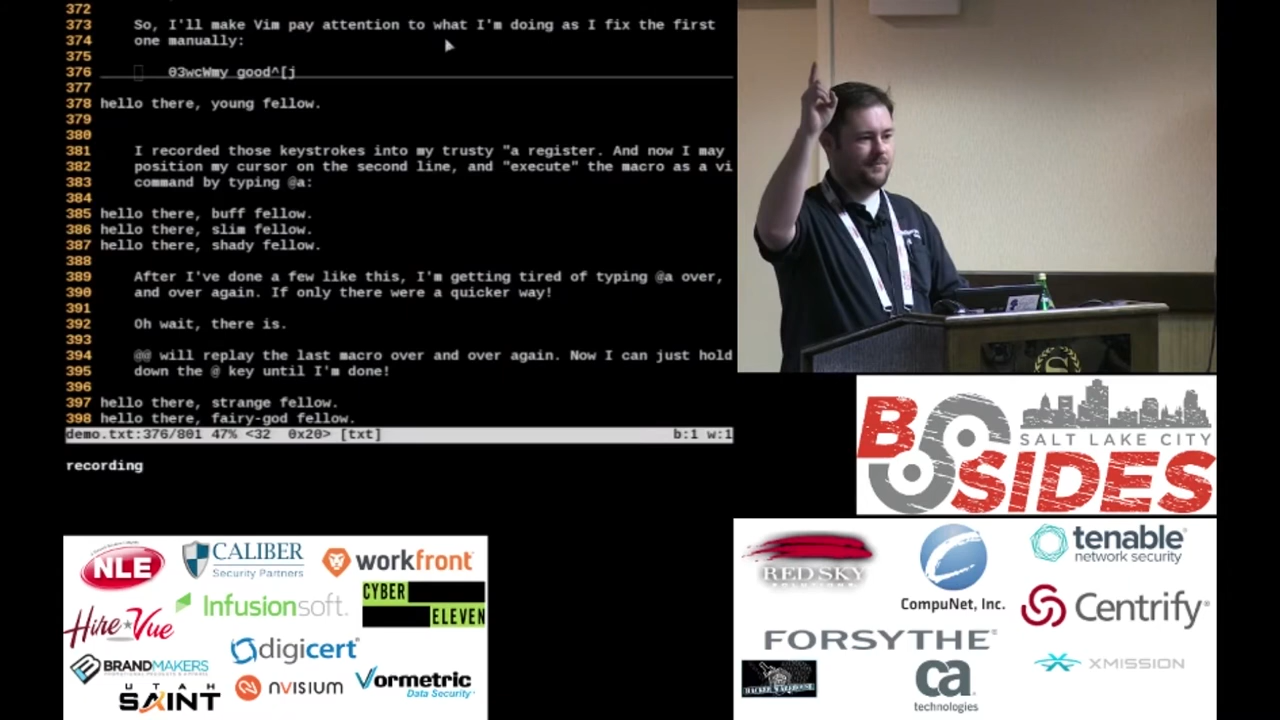 372
373 So, I'll make Vim pay attention to what I'm doing as I fix the first
374 one manually:
375
376 03wcWmy good^[j
377
378 hello there, young fellow.
379
380
381 I recorded those keystrokes into my trusty "a register. And now I may
382 position my cursor on the second line, and "execute" the macro as a vi
383 command by typing @a:
384
385 hello there, buff fellow.
386 hello there, slim fellow.
387 hello there, shady fellow.
388
389 After I've done a few like this, I'm getting tired of typing @a over,
390 and over again. If only there were a quicker way!
391
392 Oh wait, there is.
393
394 @@ will replay the last macro over and over again. Now I can just hold
395 down the @ key until I'm done!
396
397 hello there, strange fellow.
398 hello there, fairy-god fellow.
demo.txt:376/801 47% <32 0x20> [txt] b:1 w:1
recording
S
BSIDES
SALT LAKE CITY
NLE
CALIBER
Security Partners
workfront
Infusionsoft.
CYBER
ELEVEN
Hire Vue
digicert
BRANDMAKERS
UTAH
SAINT
nvisium
Vormetric
Data Security
RED SKY
SOLUTIONS
CompuNet, Inc.
tenable
network security
Centrify
FORSYTHE
HACKER WAREHOUSE
ca
technologies
XMISSION